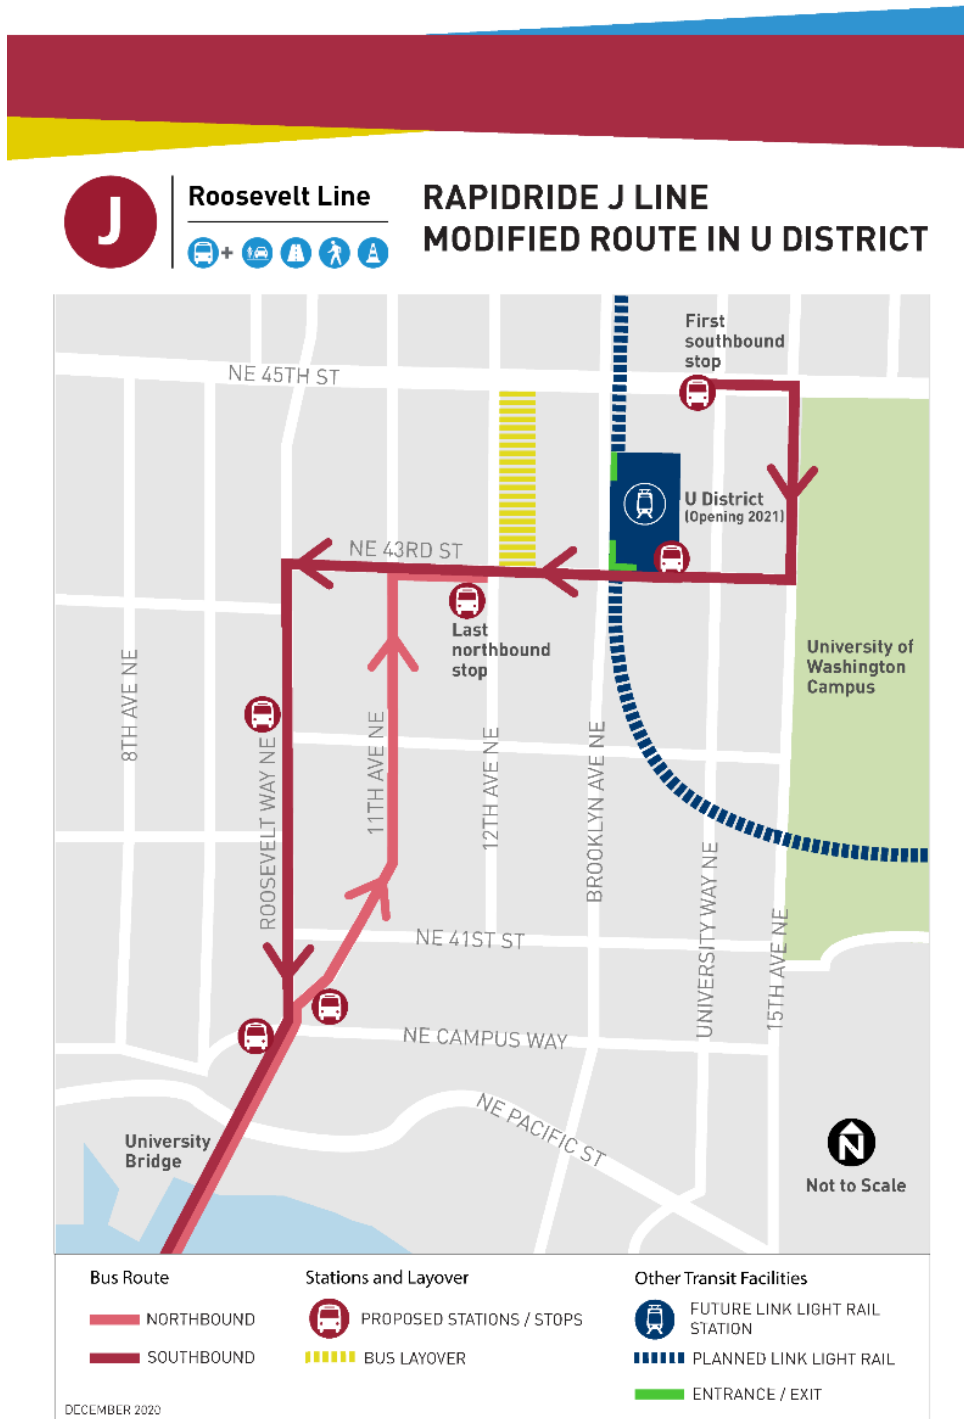 J
Roosevelt Line
+
RAPIDRIDE J LINE
MODIFIED ROUTE IN U DISTRICT
First
southbound
stop
NE 45TH ST
U District
(Opening 2021)
NE 43RD ST
Last
northbound
stop
University of
Washington
Campus
8TH AVE NE
ROOSEVELT WAY NE
11TH AVE NE
12TH AVE NE
BROOKLYN AVE NE
UNIVERSITY WAY NE
15TH AVE NE
NE 41ST ST
NE CAMPUS WAY
NE PACIFIC ST
University
Bridge
N
Not to Scale
Bus Route
NORTHBOUND
SOUTHBOUND
Stations and Layover
PROPOSED STATIONS / STOPS
BUS LAYOVER
Other Transit Facilities
FUTURE LINK LIGHT RAIL
STATION
PLANNED LINK LIGHT RAIL
ENTRANCE / EXIT
DECEMBER 2020